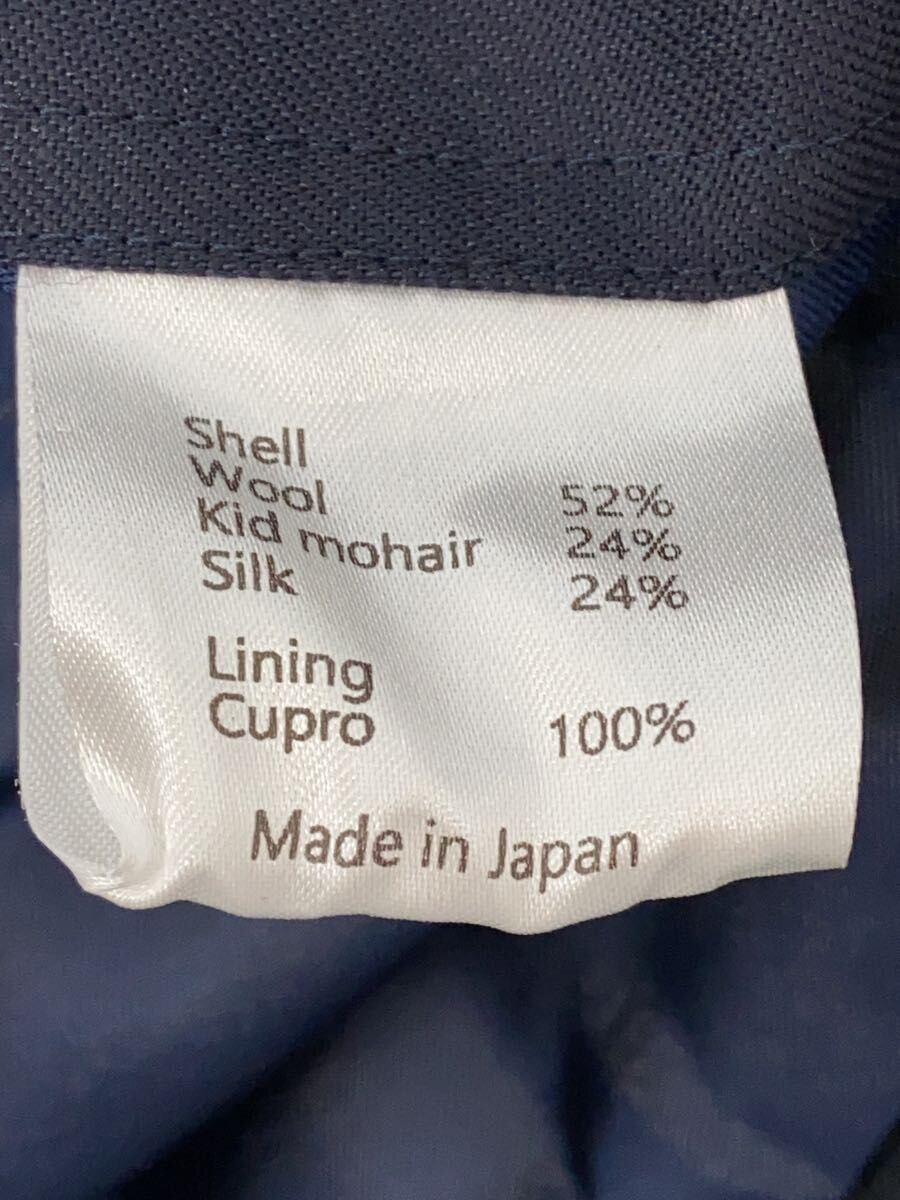 Shell
Wool 52%
Kid mohair 24%
Silk 24%
Lining
Cupro 100%
Made in Japan